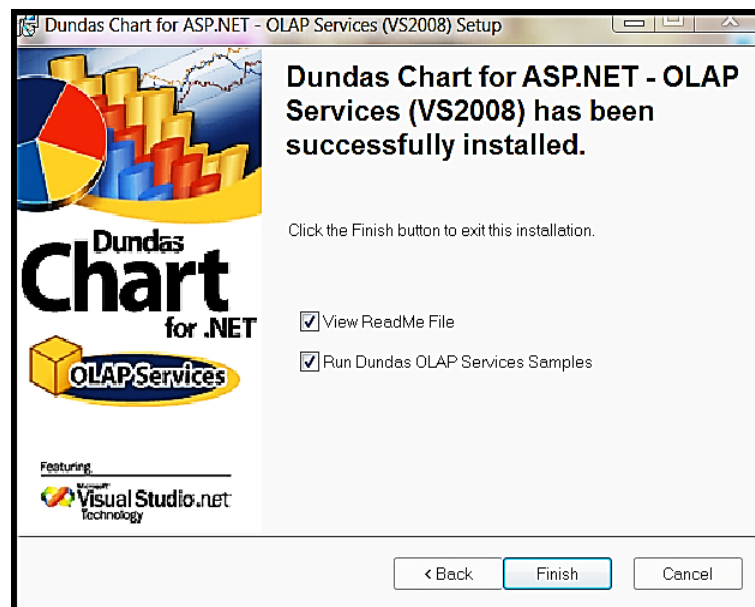 Dundas Chart for ASP.NET - OLAP Services (VS2008) Setup
Dundas Chart for ASP.NET - OLAP
Services (VS2008) has been
successfully installed.
Click the Finish button to exit this installation.
View ReadMe File
Run Dundas OLAP Services Samples
Dundas
Chart
for .NET
OLAP Services
Featuring
Microsoft
Visual Studio.net
Technology
< Back
Finish
Cancel